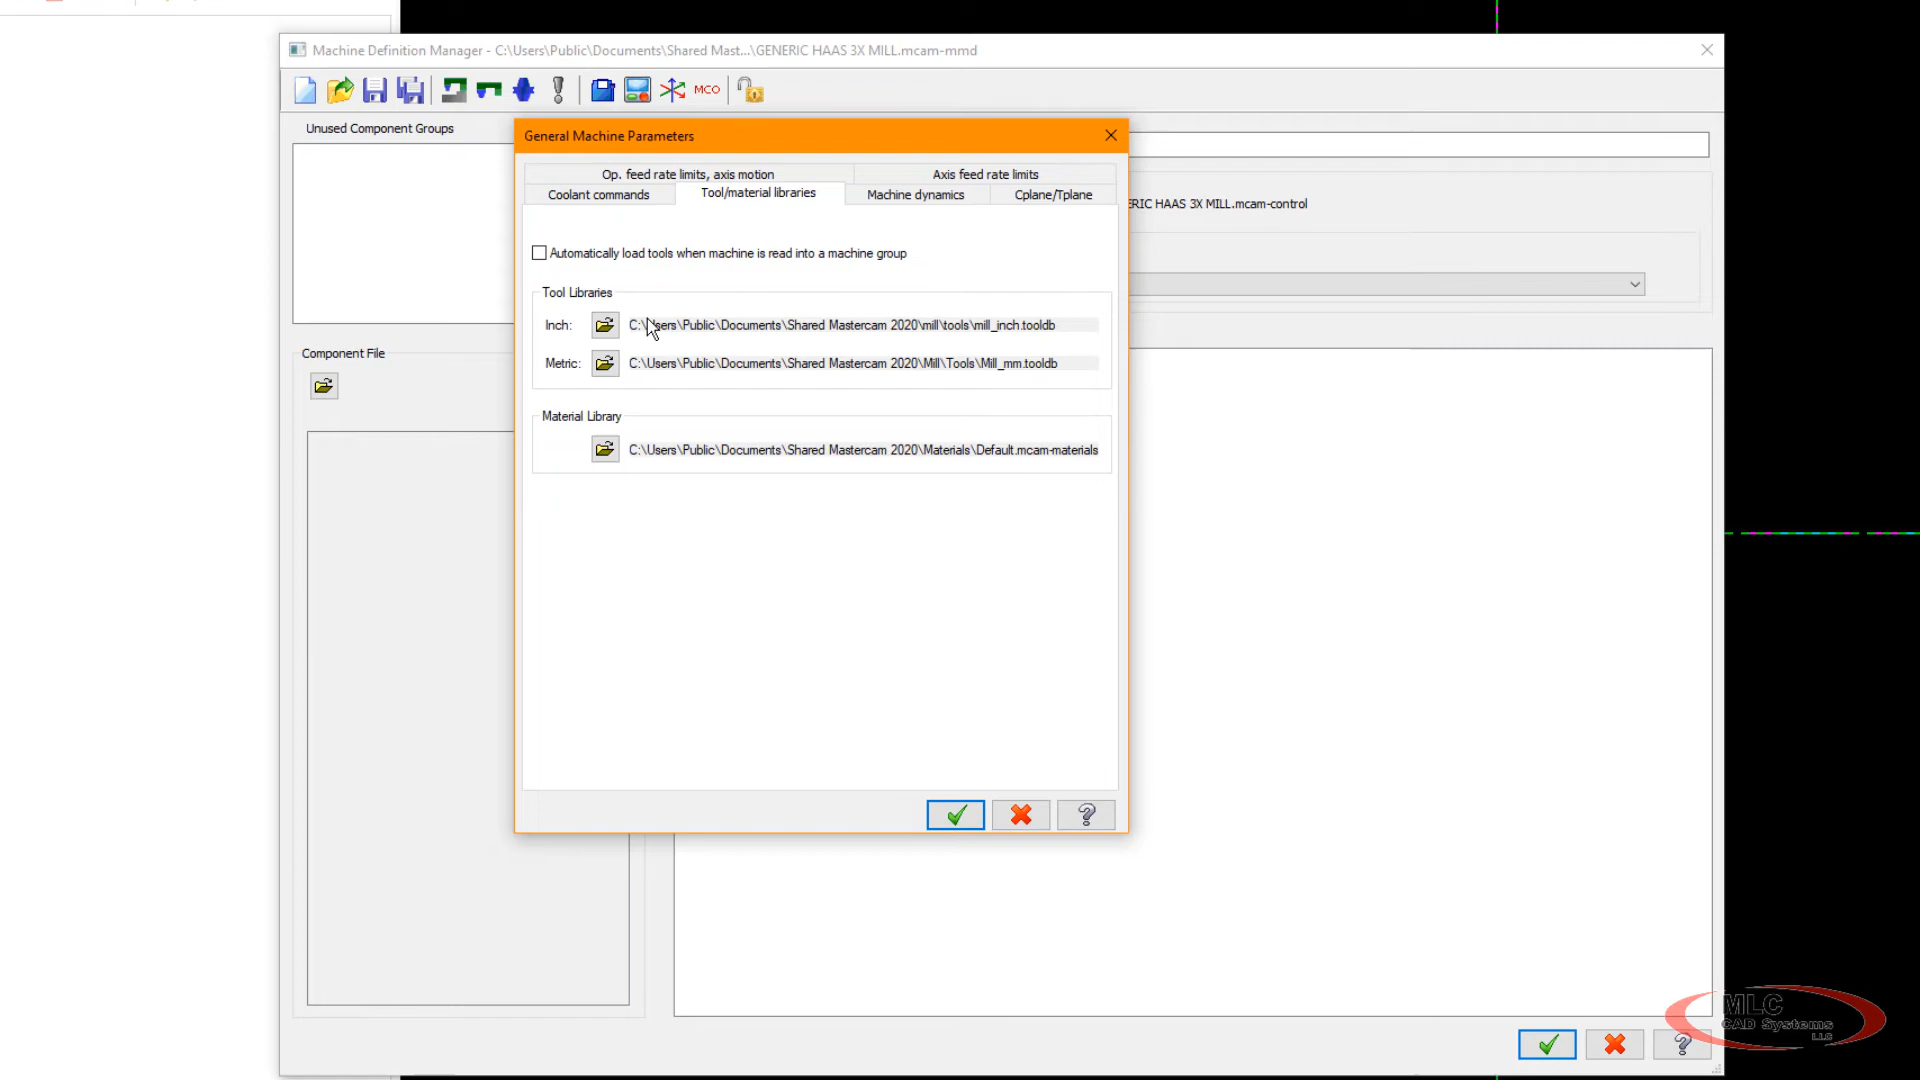 Machine Definition Manager - C:\Users\Public\Documents\Shared Mast...\GENERIC HAAS 3X MILL.mcam-mmd
MCO
Unused Component Groups
General Machine Parameters
Op. feed rate limits, axis motion
Axis feed rate limits
Coolant commands
Tool/material libraries
Machine dynamics
Cplane/Tplane
ERIC HAAS 3X MILL.mcam-control
Automatically load tools when machine is read into a machine group
Tool Libraries
Inch: C:\Users\Public\Documents\Shared Mastercam 2020\mill\tools\mill_inch.tooldb
Component File
Metric: C:\Users\Public\Documents\Shared Mastercam 2020\Mill\Tools\Mill_mm.tooldb
Material Library
C:\Users\Public\Documents\Shared Mastercam 2020\Materials\Default.mcam-materials
MLC
CAD Systems
LLC